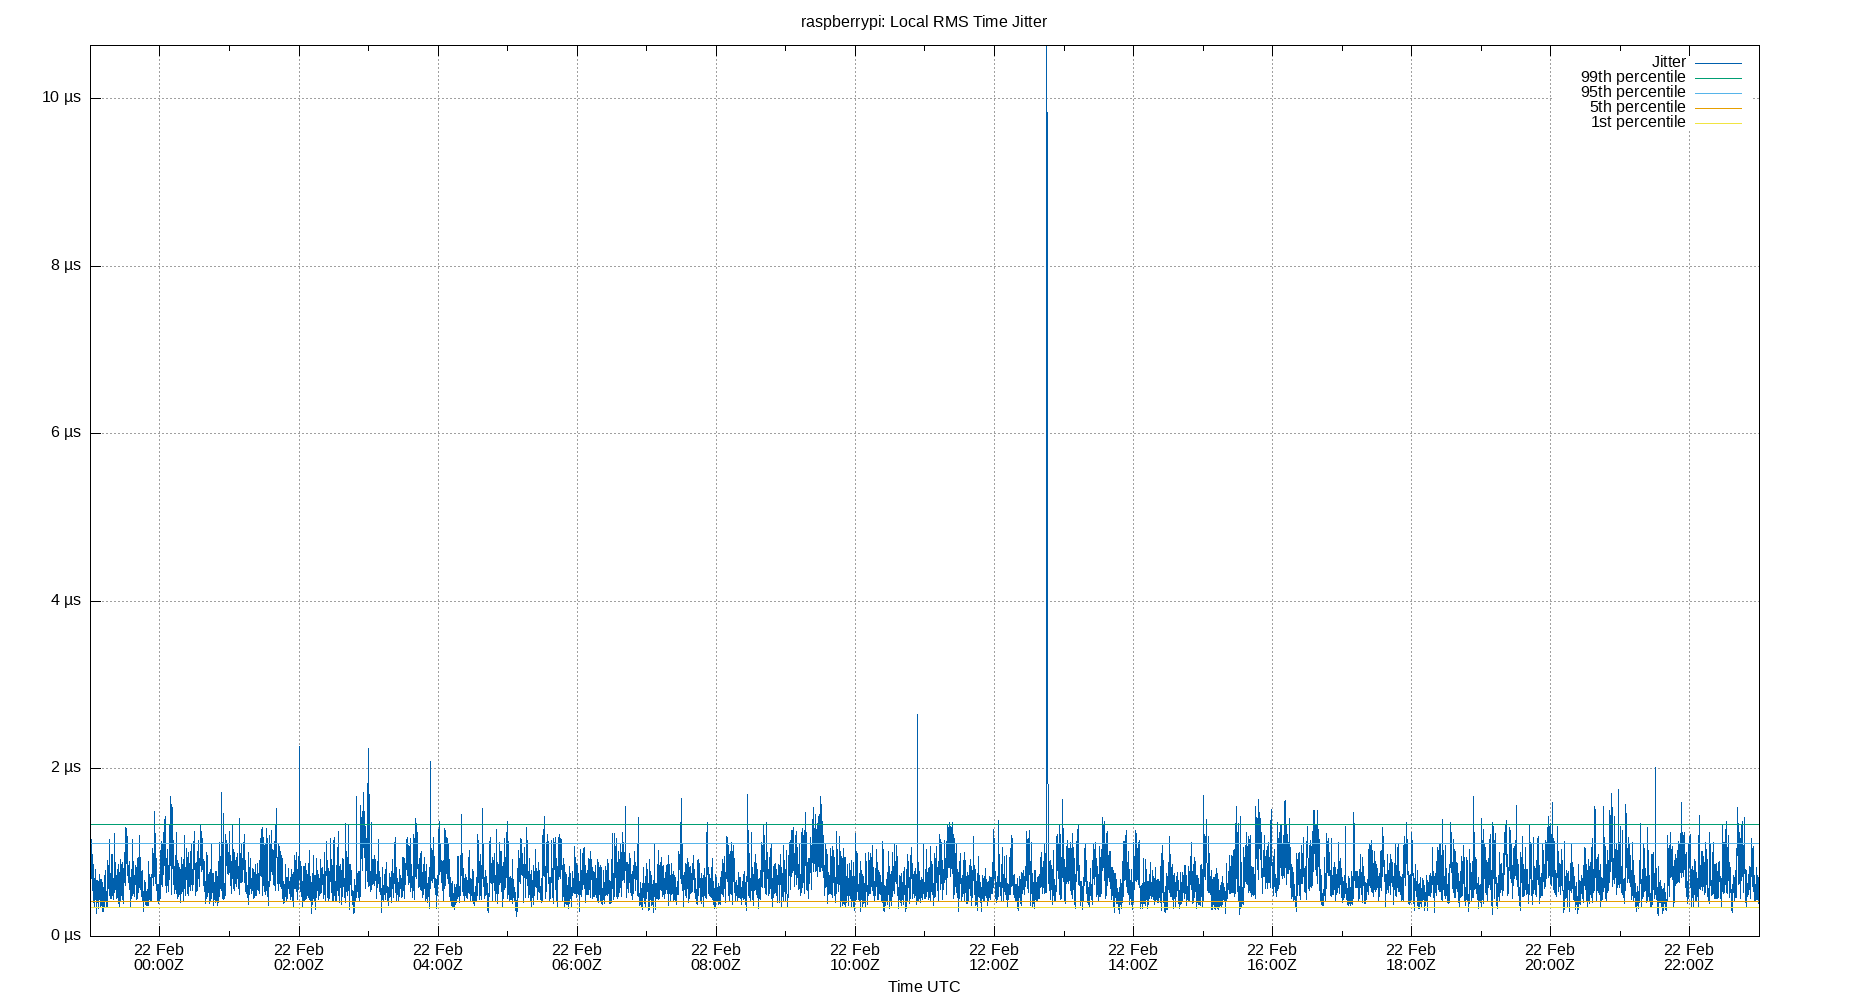 raspberrypi: Local RMS Time Jitter
Jitter
99th percentile
95th percentile
5th percentile
1st percentile
10 µs
8 µs
6 µs
4 µs
2 µs
0 µs
22 Feb 22 Feb 22 Feb 22 Feb 22 Feb 22 Feb 22 Feb 22 Feb 22 Feb 22 Feb 22 Feb 22 Feb
00:00Z 02:00Z 04:00Z 06:00Z 08:00Z 10:00Z 12:00Z 14:00Z 16:00Z 18:00Z 20:00Z 22:00Z
Time UTC